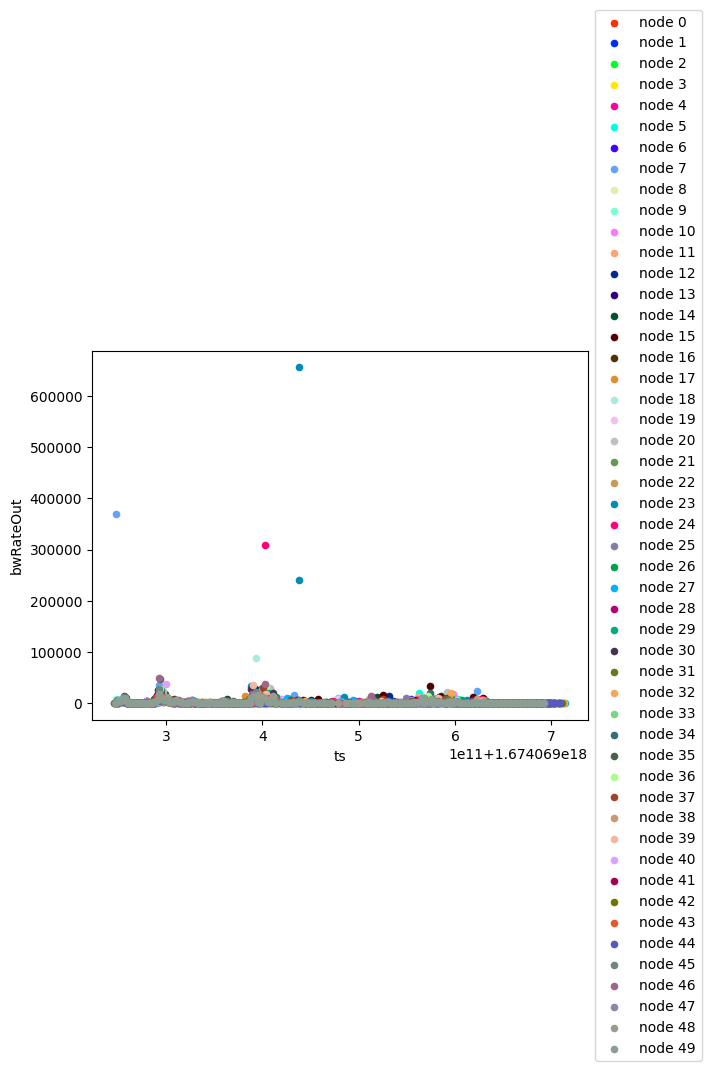 600000
500000
400000
300000
200000
100000
0
bwRateOut
3
4
5
6
7
1e11+1.674069e18
ts
node 0
node 1
node 2
node 3
node 4
node 5
node 6
node 7
node 8
node 9
node 10
node 11
node 12
node 13
node 14
node 15
node 16
node 17
node 18
node 19
node 20
node 21
node 22
node 23
node 24
node 25
node 26
node 27
node 28
node 29
node 30
node 31
node 32
node 33
node 34
node 35
node 36
node 37
node 38
node 39
node 40
node 41
node 42
node 43
node 44
node 45
node 46
node 47
node 48
node 49